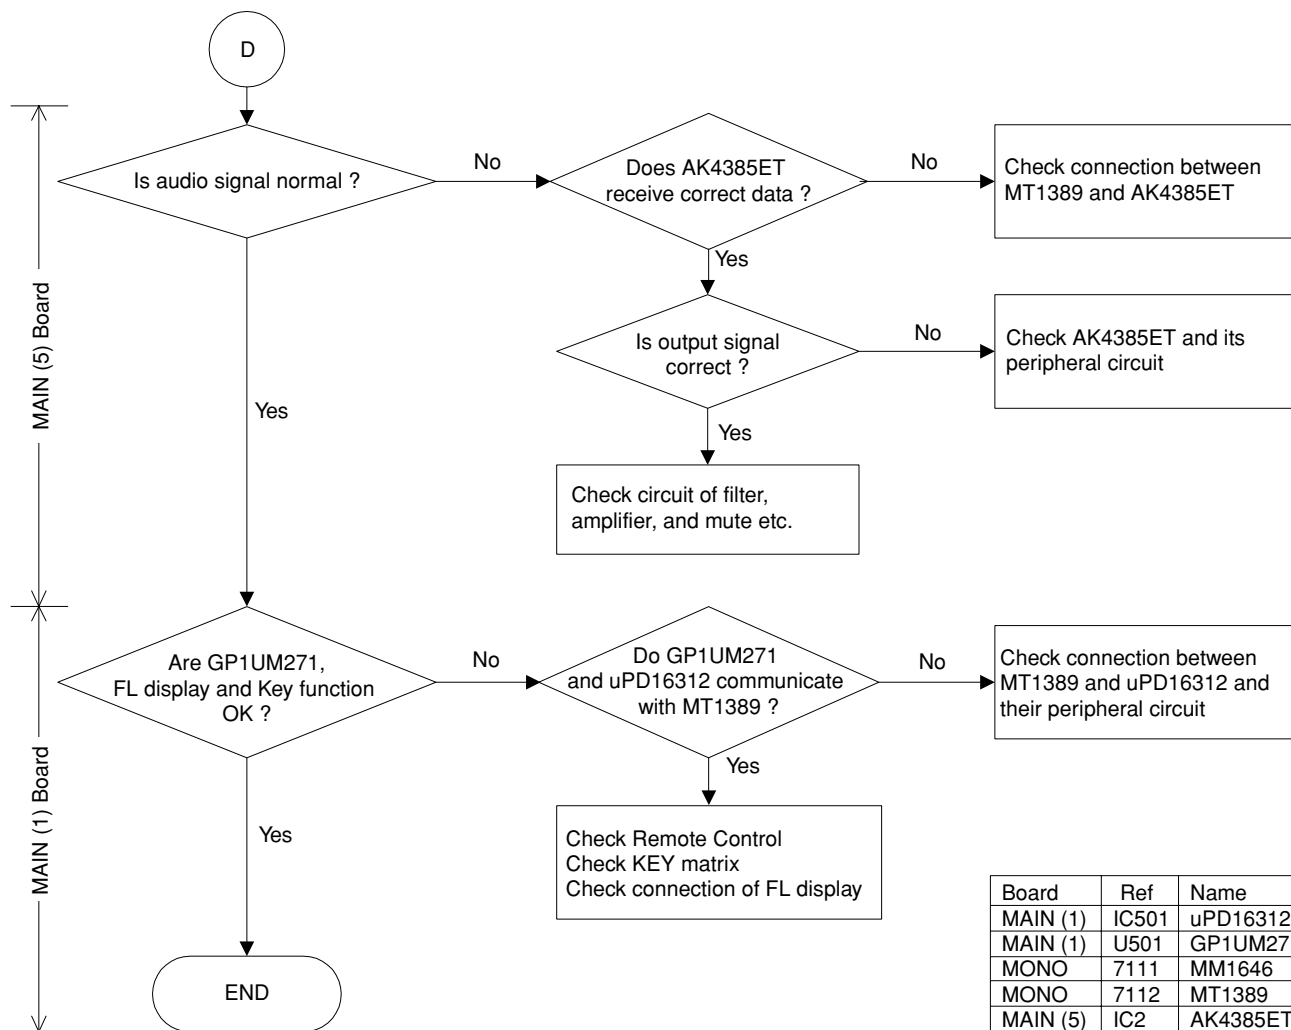 D
Is audio signal normal ?
No
Does AK4385ET
receive correct data ?
No
Check connection between
MT1389 and AK4385ET
Yes
Is output signal
correct ?
No
Check AK4385ET and its
peripheral circuit
MAIN (5) Board
Yes
Yes
Check circuit of filter,
amplifier, and mute etc.
Are GP1UM271,
FL display and Key function
OK ?
No
Do GP1UM271
and uPD16312 communicate
with MT1389 ?
No
Check connection between
MT1389 and uPD16312 and
their peripheral circuit
Yes
MAIN (1) Board
Yes
Check Remote Control
Check KEY matrix
Check connection of FL display
END
Board Ref Name
MAIN (1) IC501 uPD16312
MAIN (1) U501 GP1UM27
MONO 7111 MM1646
MONO 7112 MT1389
MAIN (5) IC2 AK4385ET